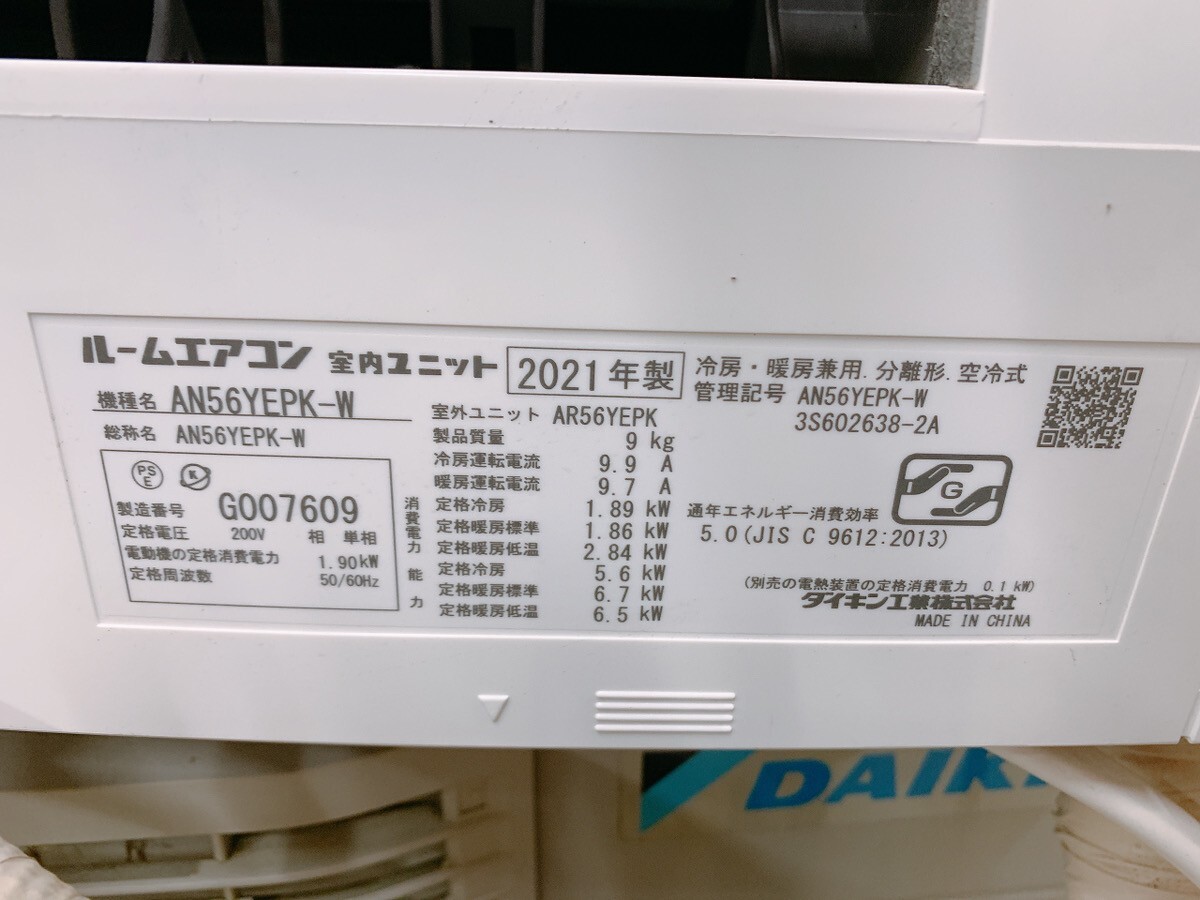 ルームエアコン 室内ユニット 2021年製
機種名 AN56YEPK-W
総称名 AN56YEPK-W
PS
E
K
製造番号 G007609
定格電圧 200V 相 単相
電動機の定格消費電力 1.90kW
定格周波数 50/60Hz
室外ユニット AR56YEPK
製品質量 9 kg
冷房運転電流 9.9 A
暖房運転電流 9.7 A
消費電力
定格冷房 1.89 kW
定格暖房標準 1.86 kW
定格暖房低温 2.84 kW
能力
定格冷房 5.6 kW
定格暖房標準 6.7 kW
定格暖房低温 6.5 kW
冷房・暖房兼用.分離形.空冷式
管理記号 AN56YEPK-W
3S602638-2A
G
通年エネルギー消費効率
5.0(JIS C 9612:2013)
(別売の電熱装置の定格消費電力 0.1 kW)
ダイキン工業株式会社
MADE IN CHINA
DAIK